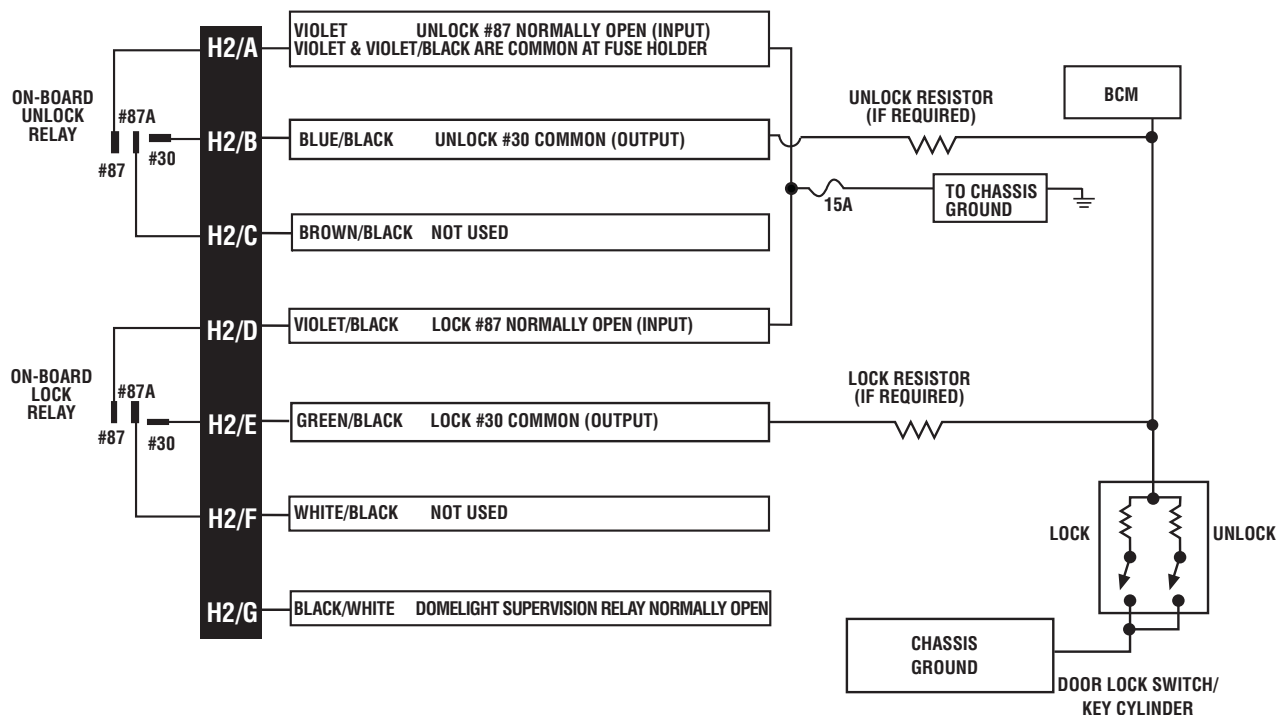 H2/A
VIOLET UNLOCK #87 NORMALLY OPEN (INPUT)
VIOLET & VIOLET/BLACK ARE COMMON AT FUSE HOLDER
ON-BOARD
UNLOCK
RELAY
#87A
#30
#87
H2/B
BLUE/BLACK UNLOCK #30 COMMON (OUTPUT)
UNLOCK RESISTOR
(IF REQUIRED)
BCM
15A
TO CHASSIS
GROUND
H2/C
BROWN/BLACK NOT USED
H2/D
VIOLET/BLACK LOCK #87 NORMALLY OPEN (INPUT)
ON-BOARD
LOCK
RELAY
#87A
#87
#30
H2/E
GREEN/BLACK LOCK #30 COMMON (OUTPUT)
LOCK RESISTOR
(IF REQUIRED)
H2/F
WHITE/BLACK NOT USED
LOCK
UNLOCK
H2/G
BLACK/WHITE DOMELIGHT SUPERVISION RELAY NORMALLY OPEN
CHASSIS
GROUND
DOOR LOCK SWITCH/
KEY CYLINDER